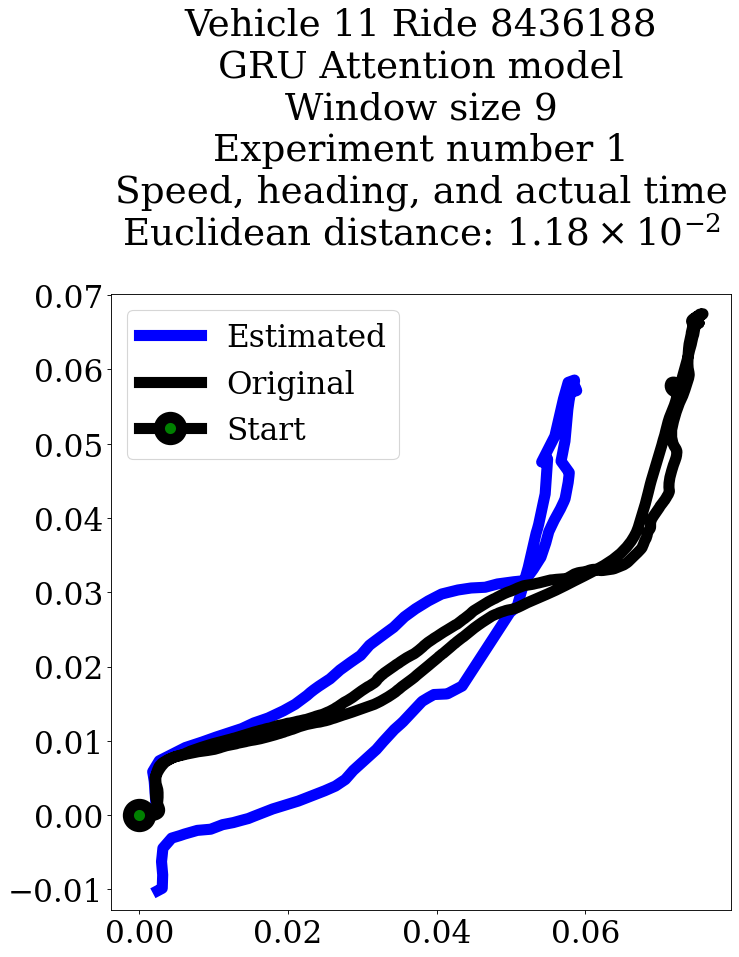 Vehicle 11 Ride 8436188
GRU Attention model
Window size 9
Experiment number 1
Speed, heading, and actual time
Euclidean distance: 1.18 × 10⁻²
0.07
0.06
0.05
0.04
0.03
0.02
0.01
0.00
−0.01
Estimated
Original
Start
0.00 0.02 0.04 0.06